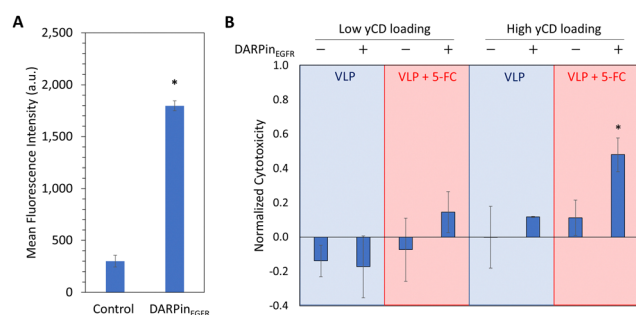 A
Mean Fluorescence Intensity (a.u.)
2,500
2,000
1,500
1,000
500
0
*
Control DARPinEGFR
B
Low yCD loading High yCD loading
DARPinEGFR − + − + − + − +
VLP VLP + 5-FC VLP VLP + 5-FC
Normalized Cytotoxicity
1.0
0.8
0.6
0.4
0.2
0.0
-0.2
-0.4
*